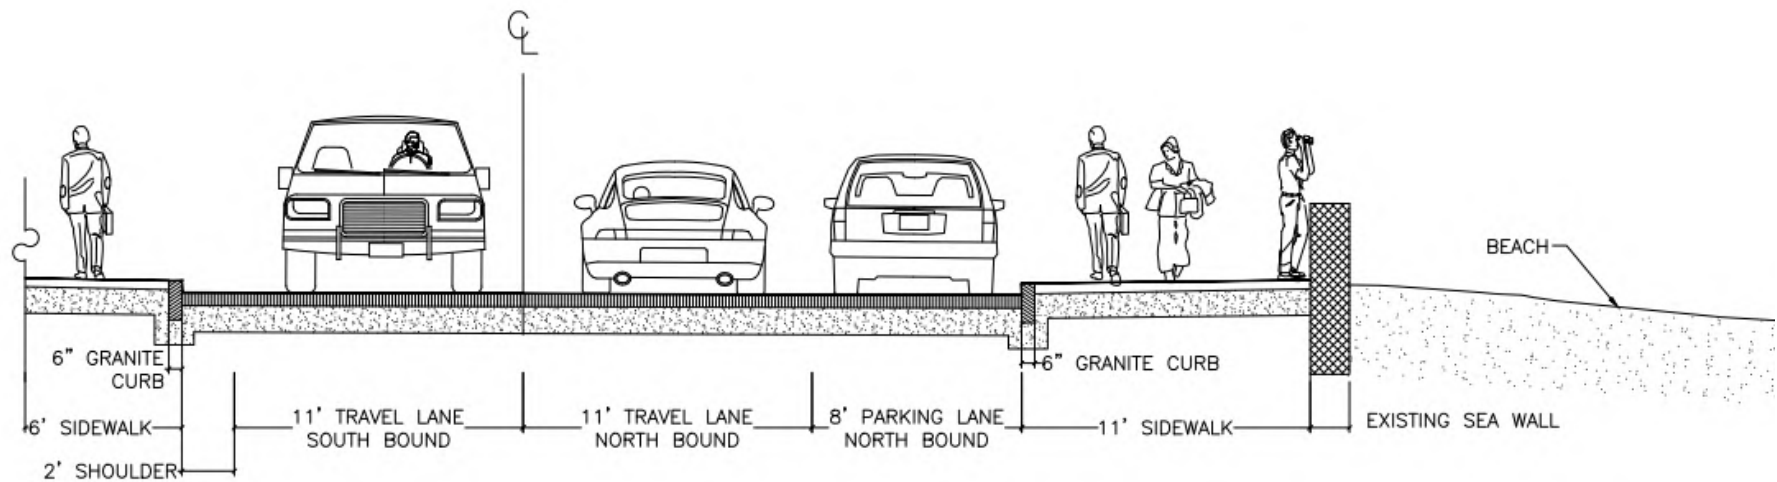 ℄
BEACH
6" GRANITE
CURB
6" GRANITE CURB
6' SIDEWALK
11' TRAVEL LANE
SOUTH BOUND
11' TRAVEL LANE
NORTH BOUND
8' PARKING LANE
NORTH BOUND
11' SIDEWALK
EXISTING SEA WALL
2' SHOULDER